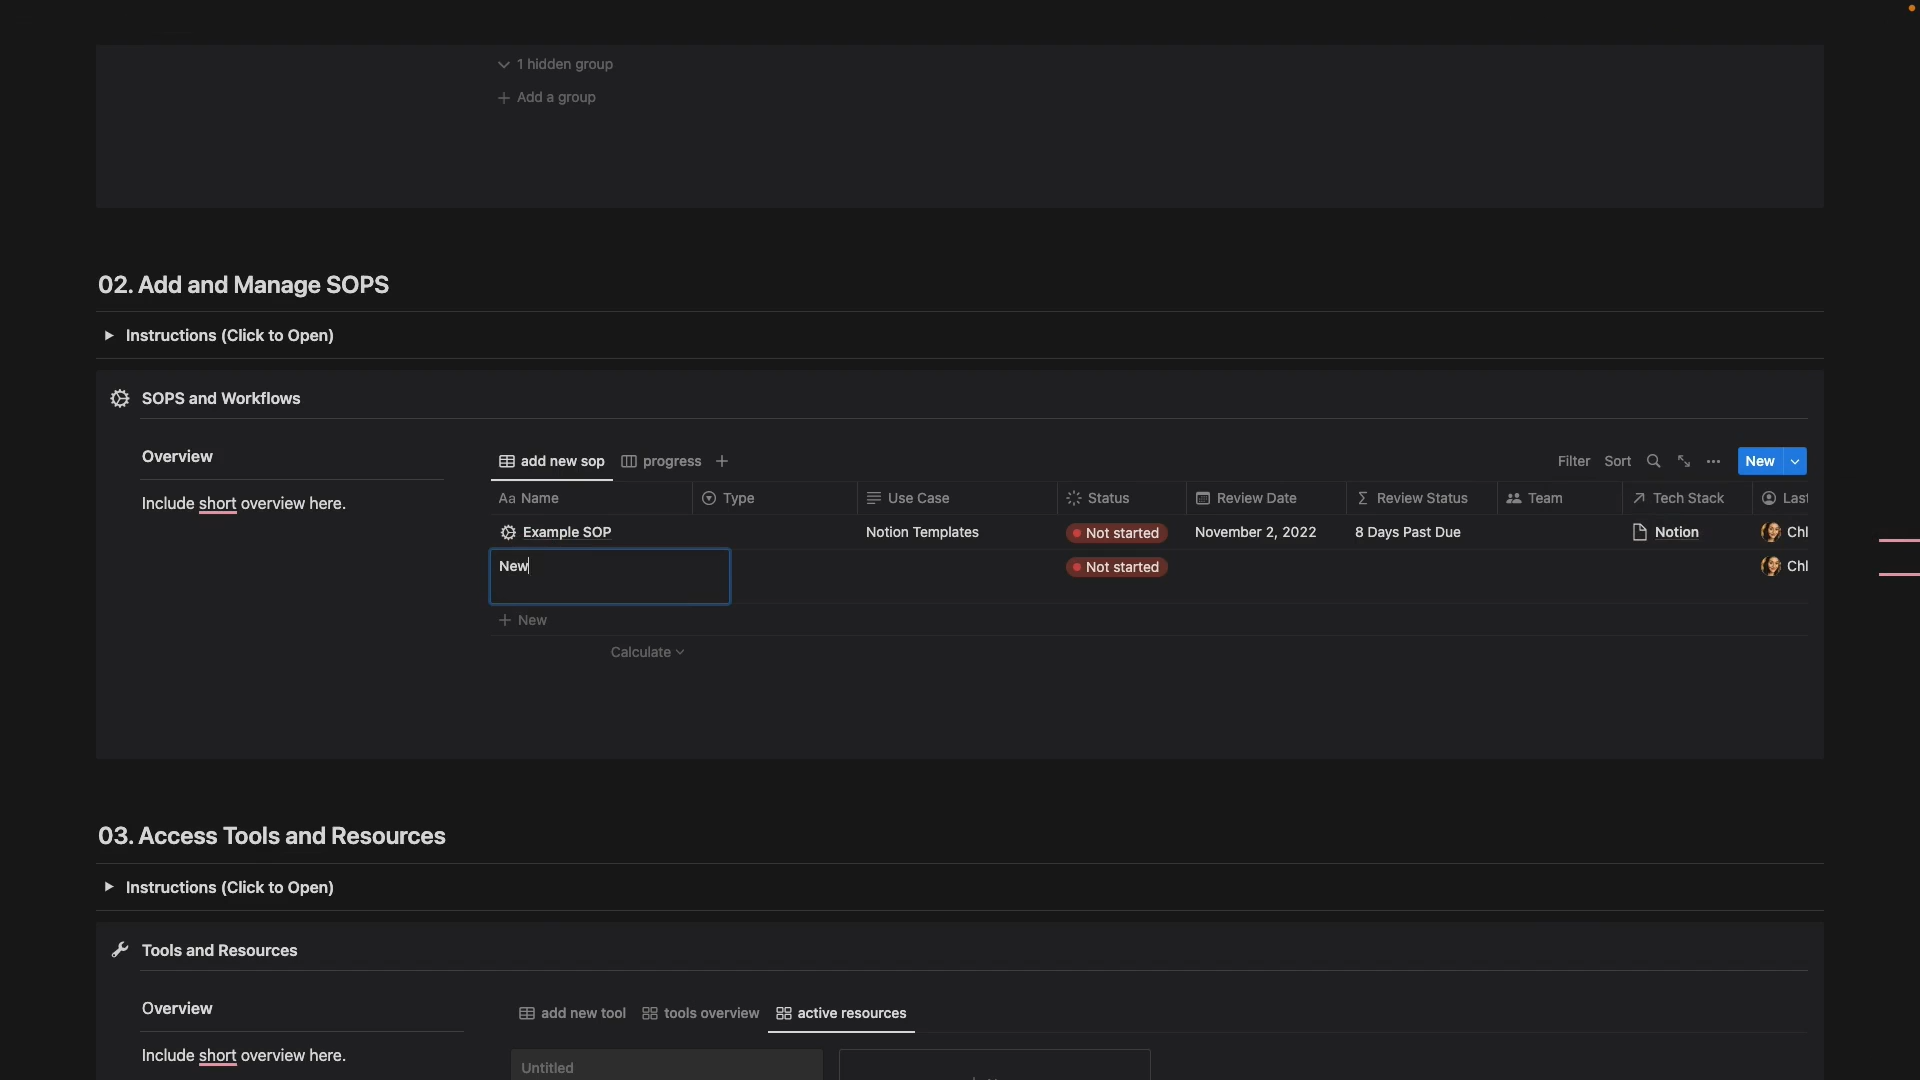 1 hidden group
Add a group
02. Add and Manage SOPS
Instructions (Click to Open)
SOPS and Workflows
Overview
Include short overview here.
add new sop progress
Filter Sort New
Aa Name Type Use Case Status Review Date Review Status Team Tech Stack Last
Example SOP Notion Templates Not started November 2, 2022 8 Days Past Due Notion Chl
New Not started Chl
New
Calculate
03. Access Tools and Resources
Instructions (Click to Open)
Tools and Resources
Overview
Include short overview here.
add new tool tools overview active resources
Untitled